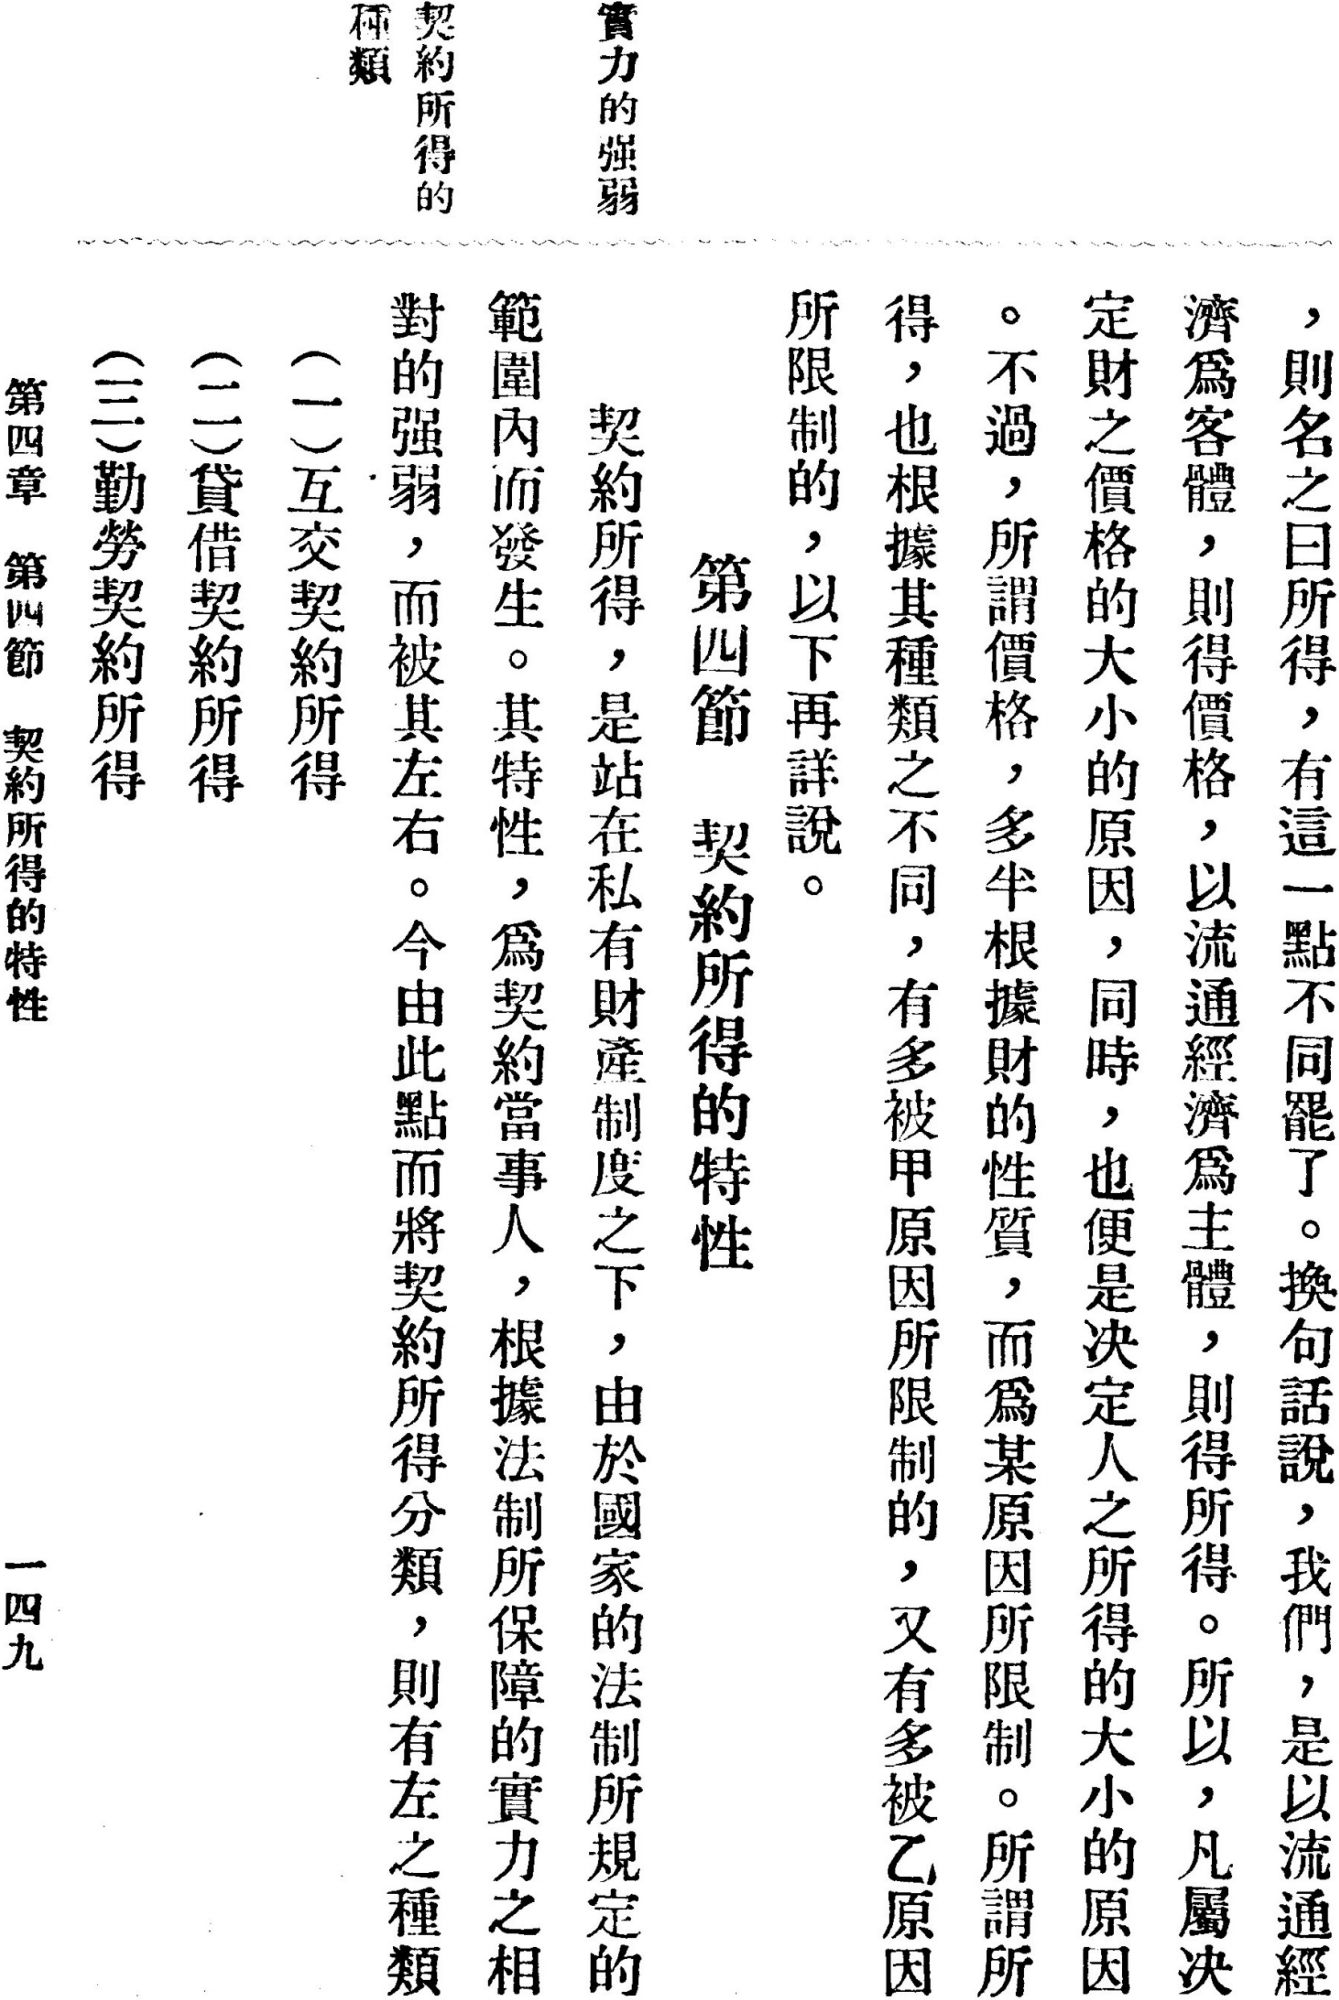 ，則名之曰所得，有這一點不同罷了。換句話說，我們，是以流通經
濟爲客體，則得價格，以流通經濟爲主體，則得所得。所以，凡屬决
定財之價格的大小的原因，同時，也便是决定人之所得的大小的原因
。不過，所謂價格，多半根據財的性質，而爲某原因所限制。所謂所
得，也根據其種類之不同，有多被甲原因所限制的，又有多被乙原因
所限制的，以下再詳說。
第四節　契約所得的特性
實力的强弱
契約所得，是站在私有財產制度之下，由於國家的法制所規定的
範圍內而發生。其特性，爲契約當事人，根據法制所保障的實力之相
對的强弱，而被其左右。今由此點而將契約所得分類，則有左之種類
契約所得的
種類
（一）互交契約所得
（二）貸借契約所得
（三）勤勞契約所得
第四章　第四節　契約所得的特性
一四九